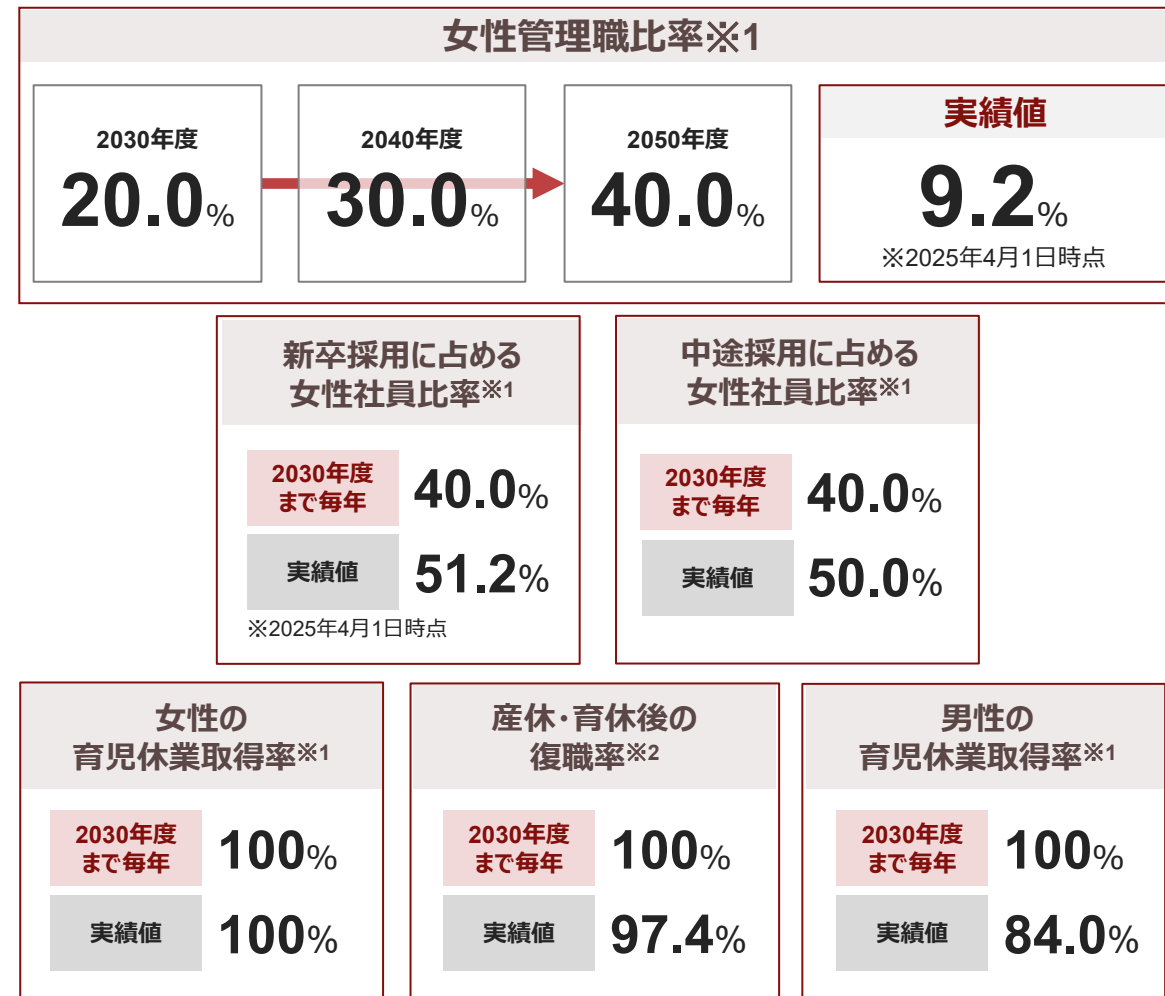 女性管理職比率※1
2030年度
20.0%
2040年度
30.0%
2050年度
40.0%
実績値
9.2%
※2025年4月1日時点
新卒採用に占める
女性社員比率※1
2030年度
まで毎年
40.0%
実績値
51.2%
※2025年4月1日時点
中途採用に占める
女性社員比率※1
2030年度
まで毎年
40.0%
実績値
50.0%
女性の
育児休業取得率※1
2030年度
まで毎年
100%
実績値
100%
産休・育休後の
復職率※2
2030年度
まで毎年
100%
実績値
97.4%
男性の
育児休業取得率※1
2030年度
まで毎年
100%
実績値
84.0%